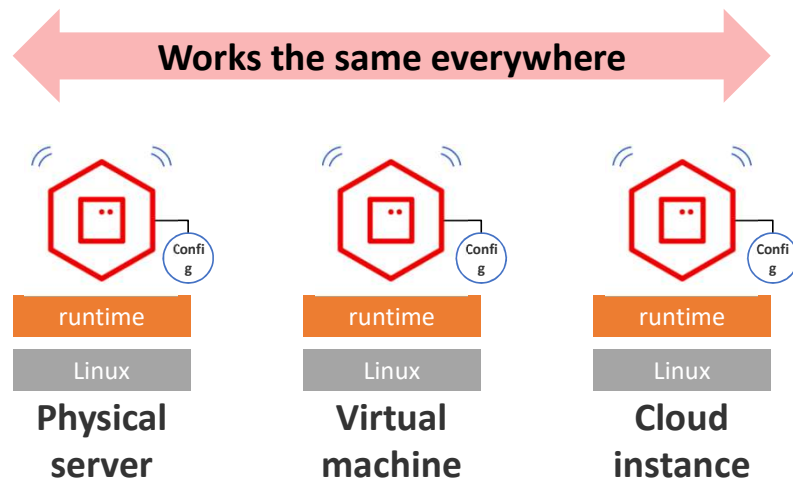 Works the same everywhere
Confi
g
Confi
g
Confi
g
runtime
runtime
runtime
Linux
Linux
Linux
Physical
server
Virtual
machine
Cloud
instance